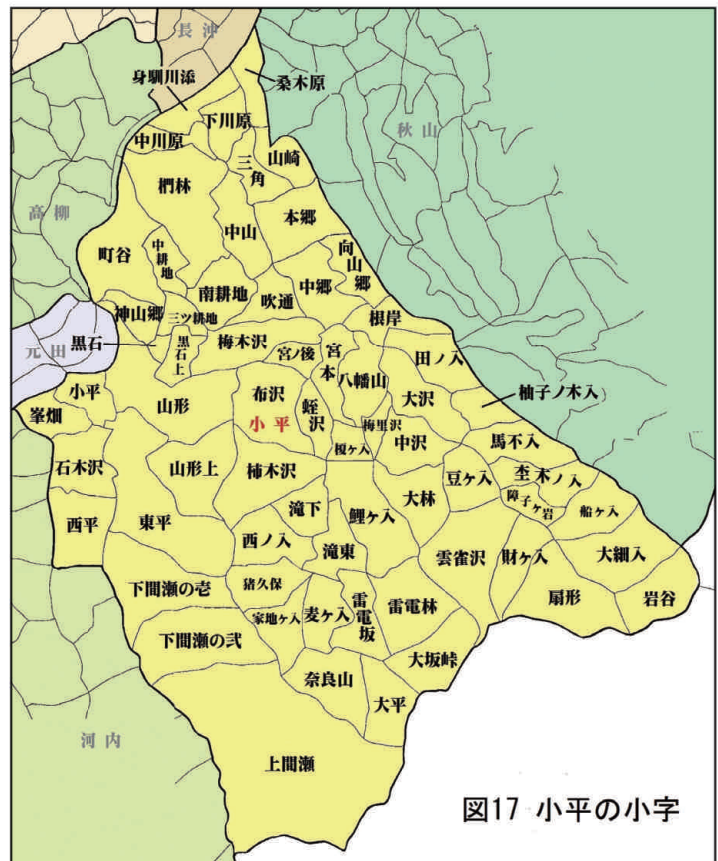 長沖
身馴川添
桑木原
下川原
中川原
秋山
山崎
三角
椚林
本郷
高柳
中山
向山郷
町谷
中耕地
南耕地
中郷
吹通
神山郷
三ツ耕地
根岸
元田
黒石
黒石上
梅木沢
宮ノ後
宮本
田ノ入
八幡山
小平
山形
布沢
蛭沢
大沢
柚子ノ木入
峯畑
小平
梅里沢
榎ヶ入
中沢
馬不入
石木沢
山形上
柿木沢
豆ヶ入
杢木ノ入
障子ヶ岩
船ヶ入
大林
滝下
鯉ヶ入
西平
東平
西ノ入
滝東
雲雀沢
財ヶ入
大細入
下間瀬の壱
猪久保
家地ヶ入
麦ヶ入
雷電坂
雷電林
扇形
岩谷
下間瀬の弐
奈良山
大坂峠
大平
河内
上間瀬
図17 小平の小字